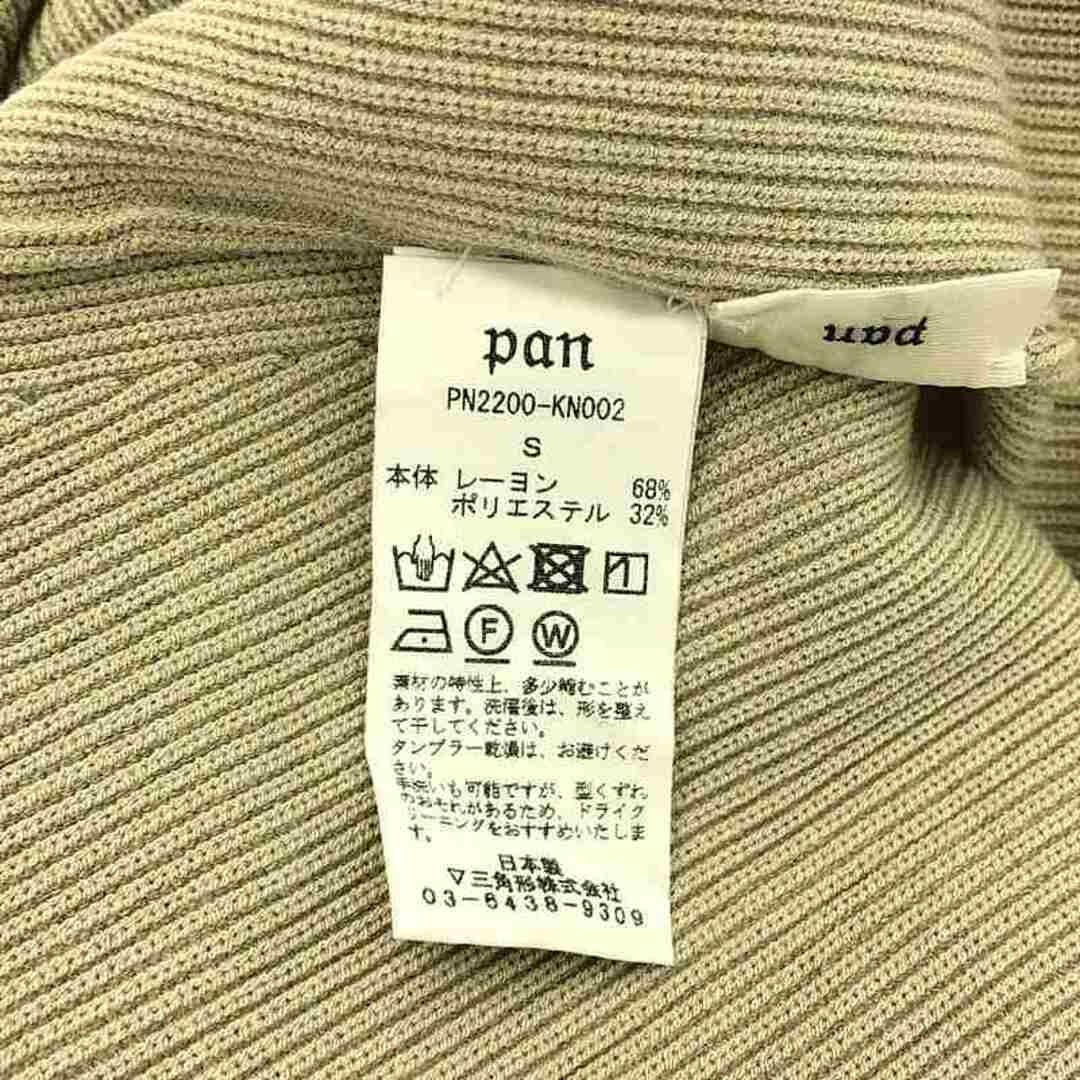 pan
PN2200-KN002
S
本体 レーヨン 68%
ポリエステル 32%
F W
素材の特性上、多少縮むことが
あります。洗濯後は、形を整え
て干してください。
タンブラー乾燥は、お避けくだ
さい。
手洗いも可能ですが、型くずれ
のおそれがあるため、ドライク
リーニングをおすすめいたしま
す。
日本製
▽三角形株式会社
03-6438-9309
pan